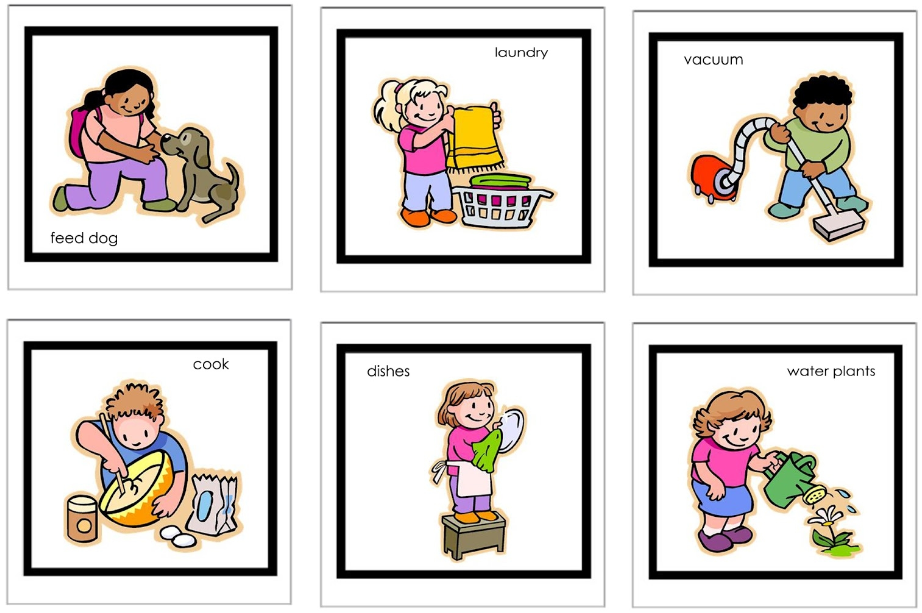 feed dog
laundry
vacuum
cook
dishes
water plants